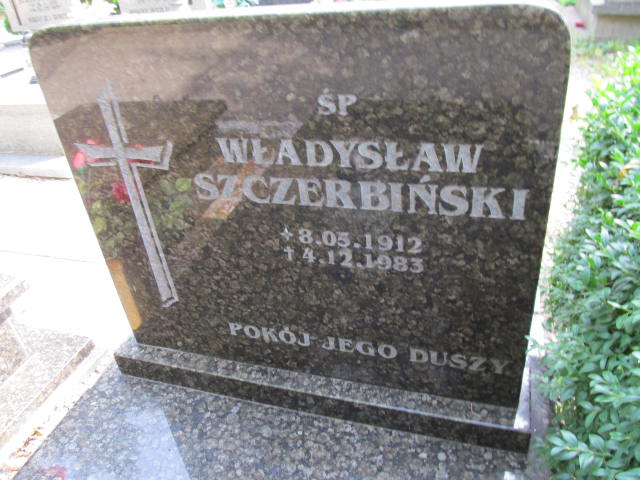 ŚP
WŁADYSŁAW
SZCZERBIŃSKI
+ 8.05.1912
† 4.12.1983
POKÓJ JEGO DUSZY